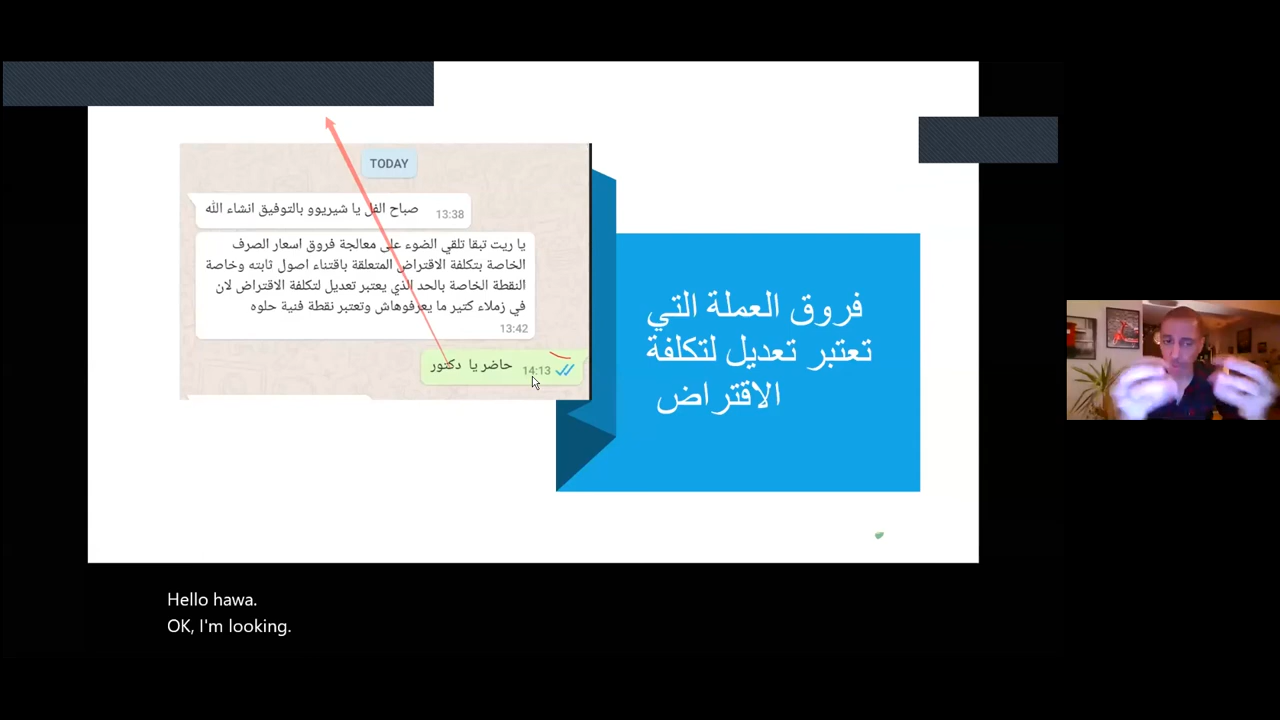 TODAY
صباح الفل يا شيريوو بالتوفيق انشاء الله
13:38
يا ريت تبقا تلقي الضوء على معالجة فروق اسعار الصرف
الخاصة بتكلفة الاقتراض المتعلقة باقتناء اصول ثابته وخاصة
النقطة الخاصة بالحد الذي يعتبر تعديل لتكلفة الاقتراض لان
في زملاء كتير ما يعرفوهاش وتعتبر نقطة فنية حلوه
13:42
حاضر يا دكتور
14:13
فروق العملة التي
تعتبر تعديل لتكلفة
الاقتراض
Hello hawa.
OK, I'm looking.